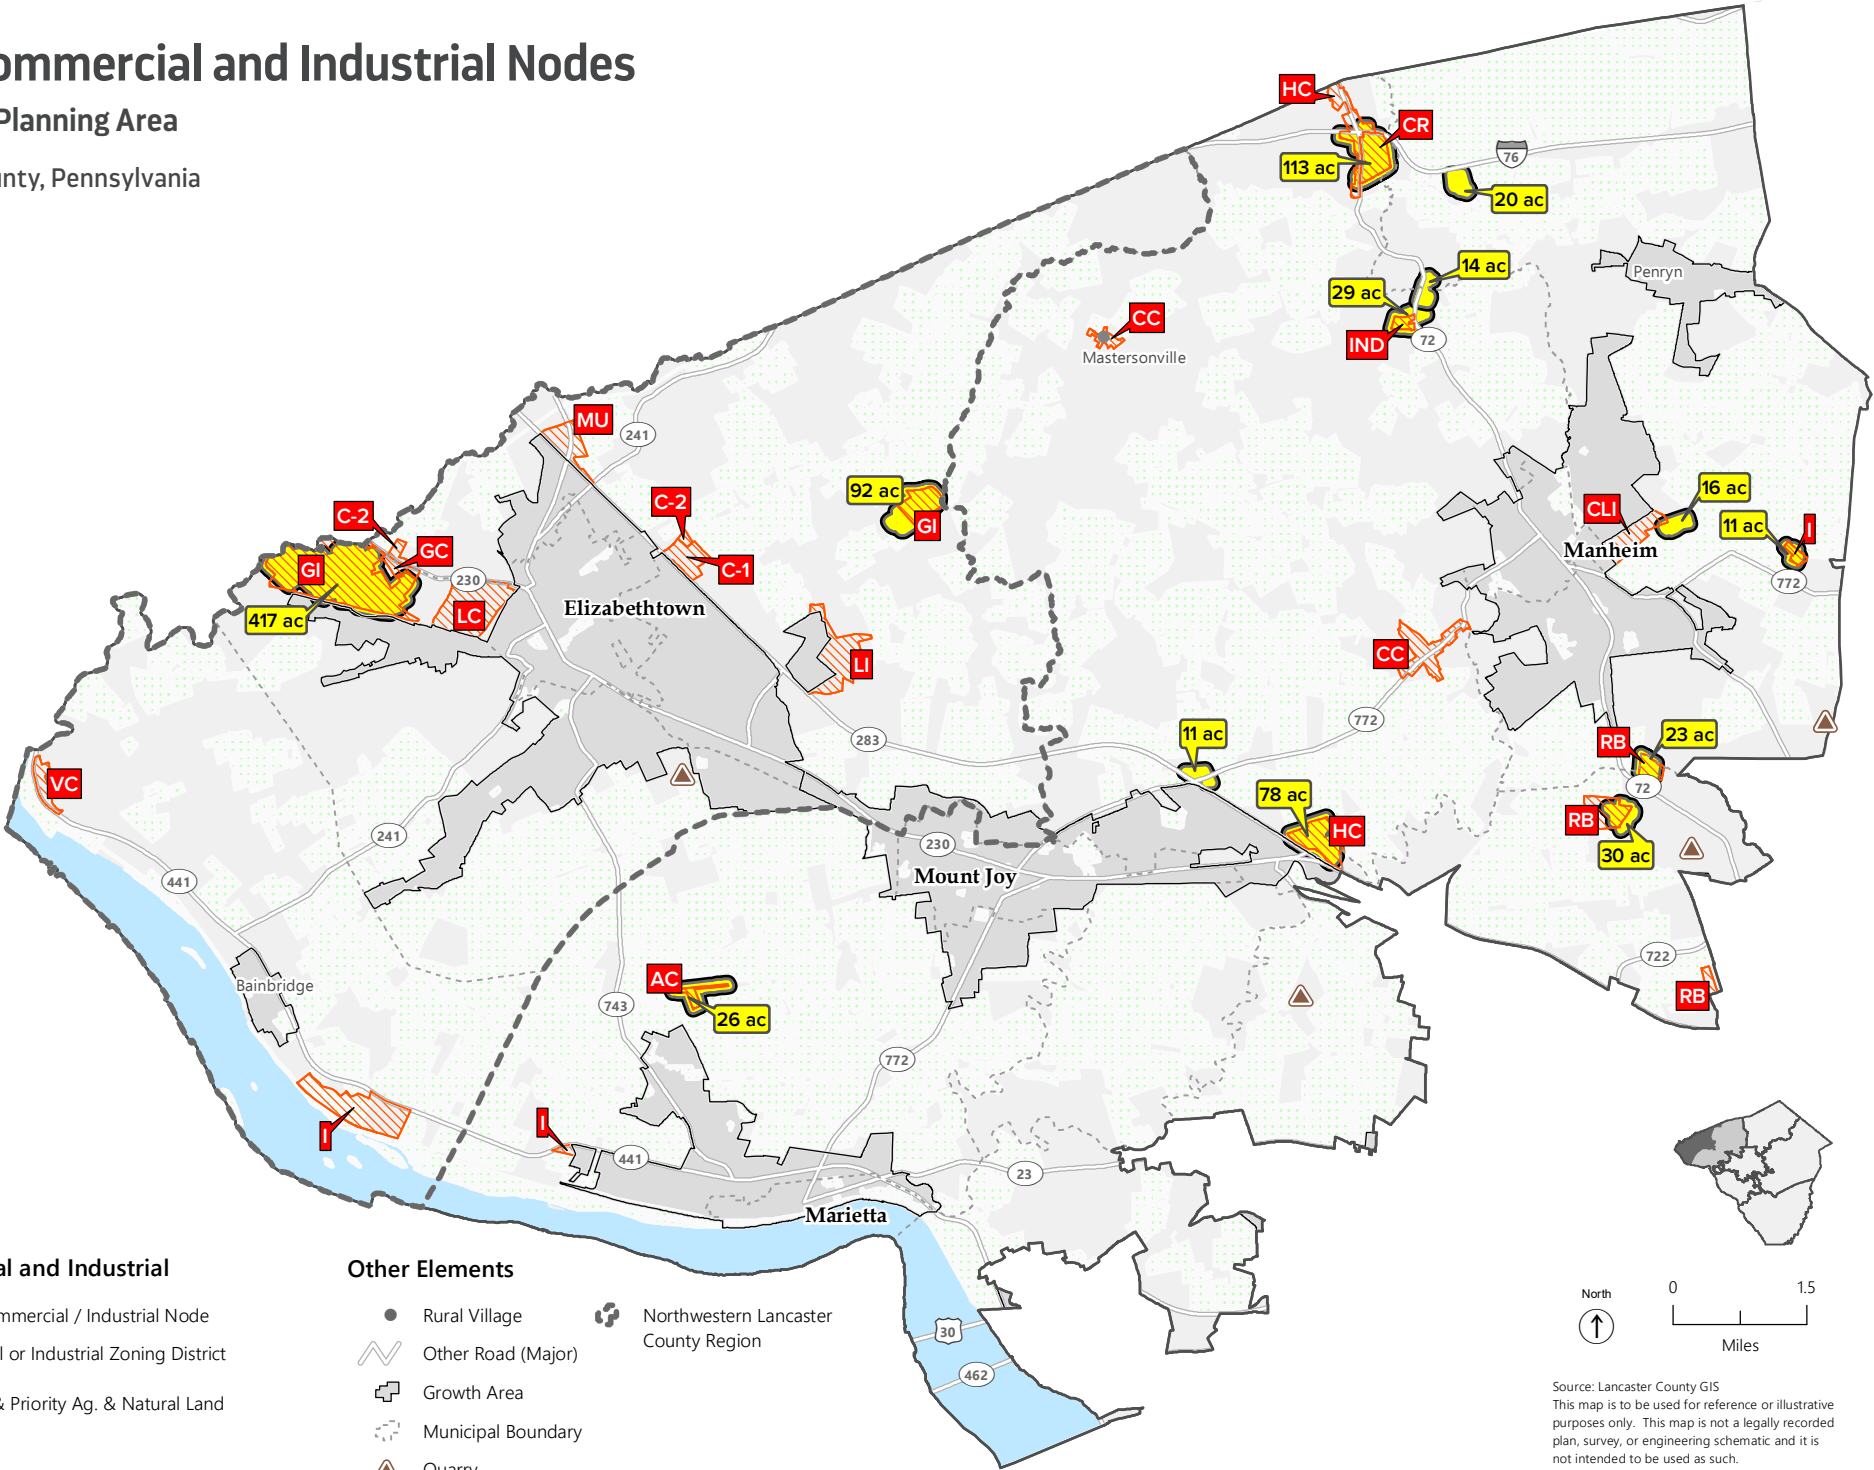 ommercial and Industrial Nodes
Planning Area
unty, Pennsylvania
HC
CR
113 ac
76
20 ac
14 ac
29 ac
IND
72
Penryn
CC
Mastersonville
MU
241
C-2
C-2
GC
GI
230
417 ac
LC
C-1
Elizabethtown
92 ac
GI
LI
CLI
16 ac
11 ac
I
Manheim
772
CC
772
283
11 ac
78 ac
HC
RB
23 ac
72
RB
30 ac
VC
241
441
230
Mount Joy
722
RB
Bainbridge
AC
26 ac
743
772
I
I
441
23
Marietta
30
462
al and Industrial
mmercial / Industrial Node
l or Industrial Zoning District
& Priority Ag. & Natural Land
Other Elements
Rural Village
Other Road (Major)
Growth Area
Municipal Boundary
Quarry
Northwestern Lancaster
County Region
North
0 1.5
Miles
Source: Lancaster County GIS
This map is to be used for reference or illustrative
purposes only. This map is not a legally recorded
plan, survey, or engineering schematic and it is
not intended to be used as such.